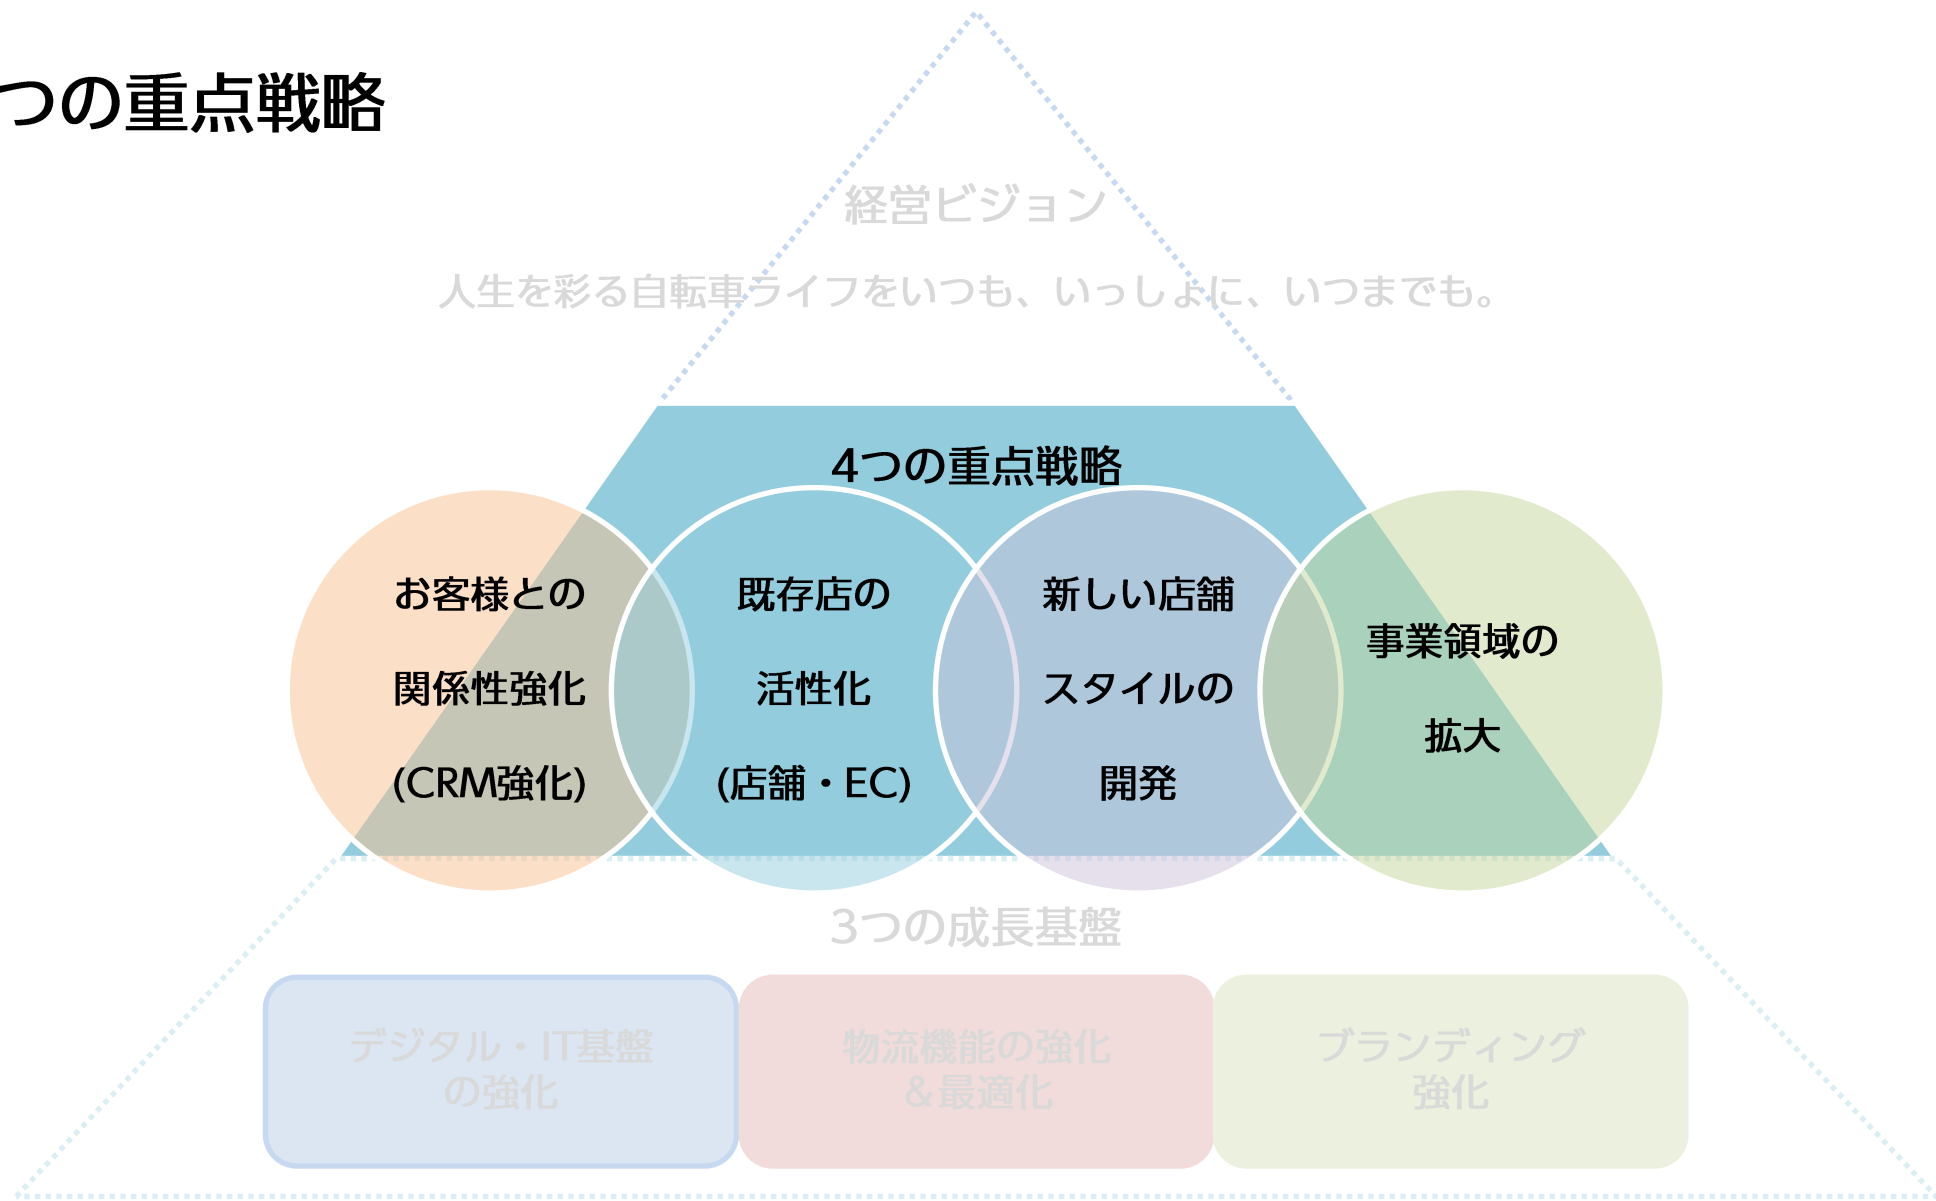 つの重点戦略
経営ビジョン
人生を彩る自転車ライフをいつも、いっしょに、いつまでも。
4つの重点戦略
お客様との
関係性強化
(CRM強化)
既存店の
活性化
(店舗・EC)
新しい店舗
スタイルの
開発
事業領域の
拡大
3つの成長基盤
デジタル・IT基盤
の強化
物流機能の強化
＆最適化
ブランディング
強化